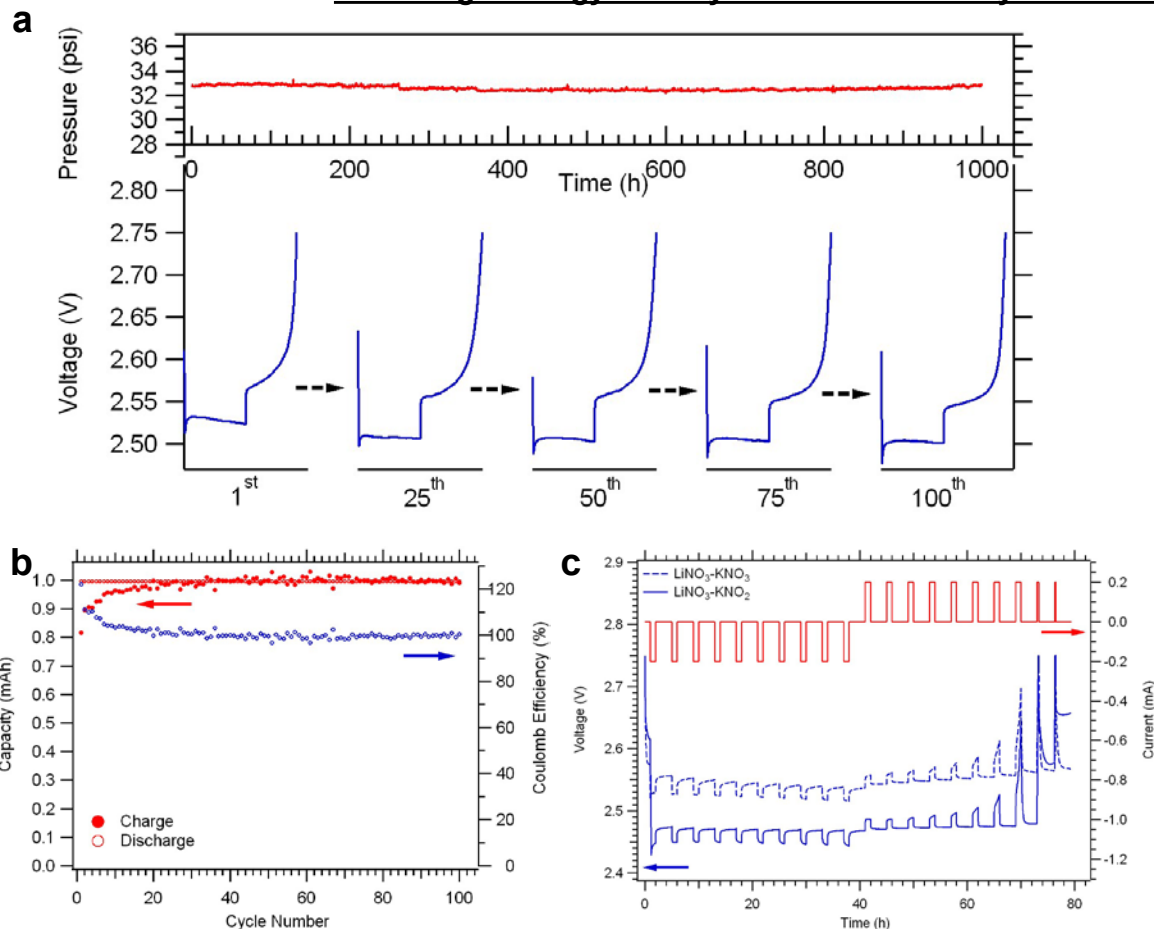 a
Pressure (psi)
36
34
32
30
28
0 200 400 600 800 1000
Time (h)
Voltage (V)
2.80
2.75
2.70
2.65
2.60
2.55
2.50
1st 25th 50th 75th 100th
b
Capacity (mAh)
1.0
0.9
0.8
0.7
0.6
0.5
0.4
0.3
0.2
0.1
0.0
Charge
Discharge
120
100
80
60
40
20
0
Coulomb Efficiency (%)
0 20 40 60 80 100
Cycle Number
c
Voltage (V)
2.9
2.8
2.7
2.6
2.5
2.4
LiNO3-KNO3
LiNO3-KNO2
0.2
0.0
-0.2
-0.4
-0.6
-0.8
-1.0
-1.2
Current (mA)
0 20 40 60 80
Time (h)